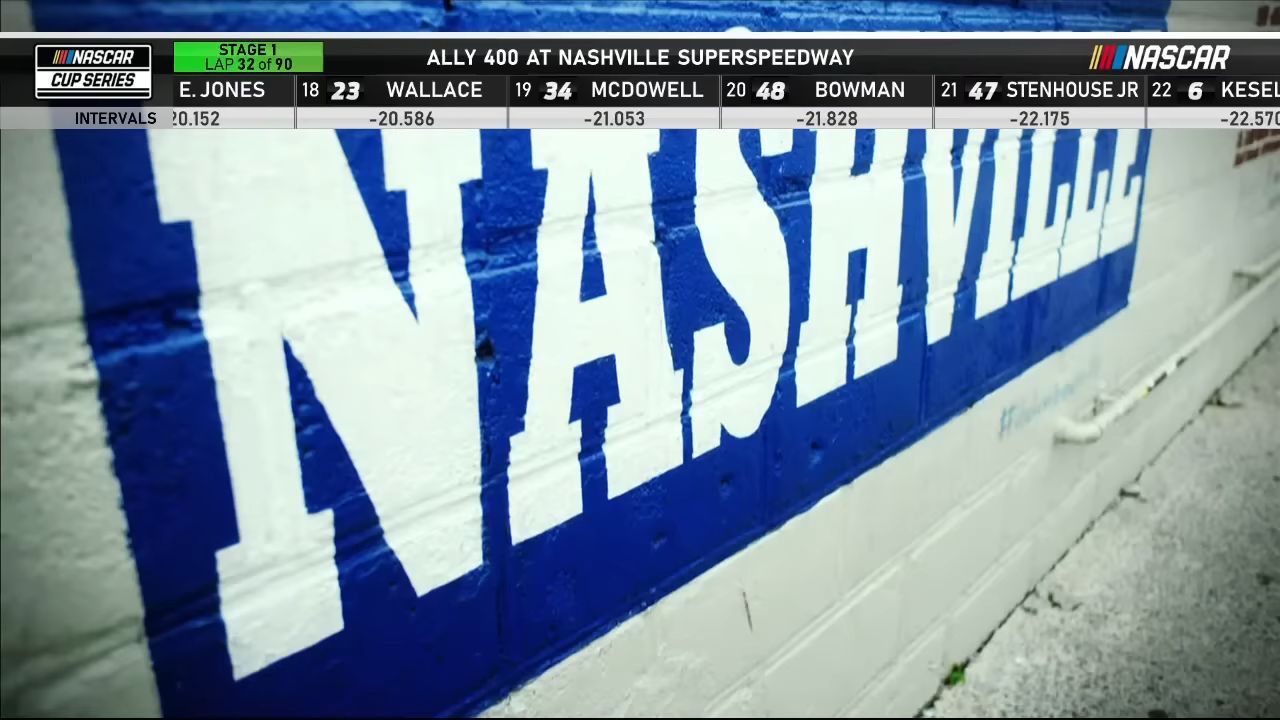 NASCAR
CUP SERIES
STAGE 1
LAP 32 of 90
ALLY 400 AT NASHVILLE SUPERSPEEDWAY
NASCAR
E. JONES 18 23 WALLACE 19 34 MCDOWELL 20 48 BOWMAN 21 47 STENHOUSE JR 22 6 KESEL
INTERVALS 20.152 -20.586 -21.053 -21.828 -22.175 -22.570
NASHVILLE